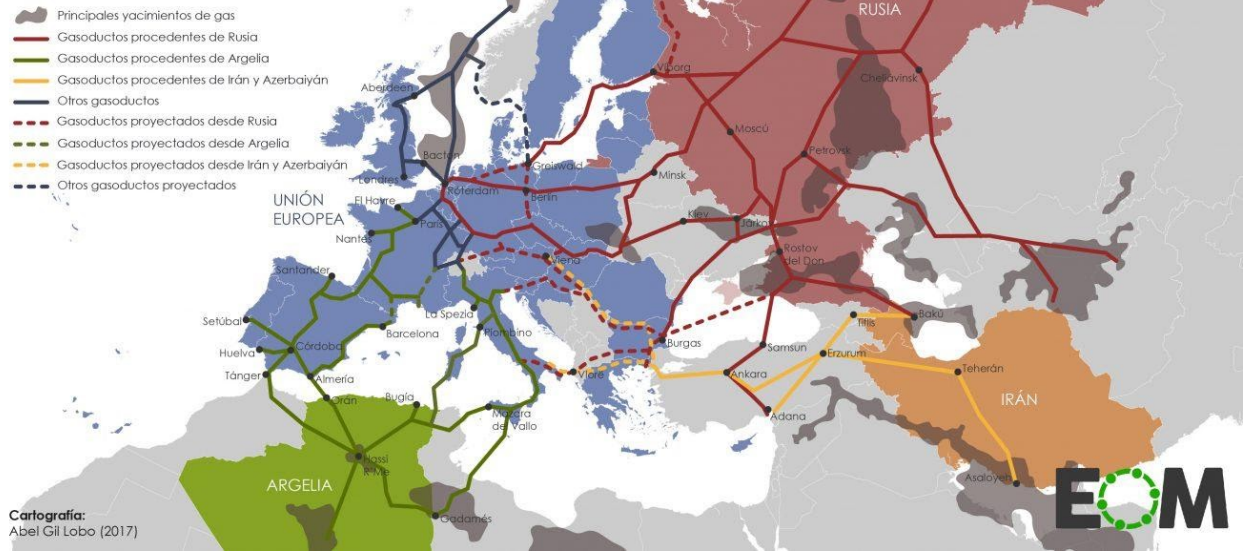 Principales yacimientos de gas
Gasoductos procedentes de Rusia
Gasoductos procedentes de Argelia
Gasoductos procedentes de Irán y Azerbaiyán
Otros gasoductos
Gasoductos proyectados desde Rusia
Gasoductos proyectados desde Argelia
Gasoductos proyectados desde Irán y Azerbaiyán
Otros gasoductos proyectados
RUSIA
Viborg
Cheliavinsk
Aberdeen
Moscú
Petrovsk
Bacton
Greifswald
Minsk
Londres
Róterdam
Berlín
UNIÓN
EUROPEA
El Havre
París
Kiev
Járkov
Nantes
Viena
Rostov
del Don
Santander
La Spezia
Setúbal
Barcelona
Piombino
Tiflis
Bakú
Burgas
Samsun
Córdoba
Huelva
Erzurum
Tánger
Almería
Vlorë
Ankara
Teherán
Orán
Bugía
Mazara
del Vallo
Adana
IRÁN
Hassi
R'Mel
ARGELIA
Asaloyeh
EOM
Gadamés
Cartografía:
Abel Gil Lobo (2017)